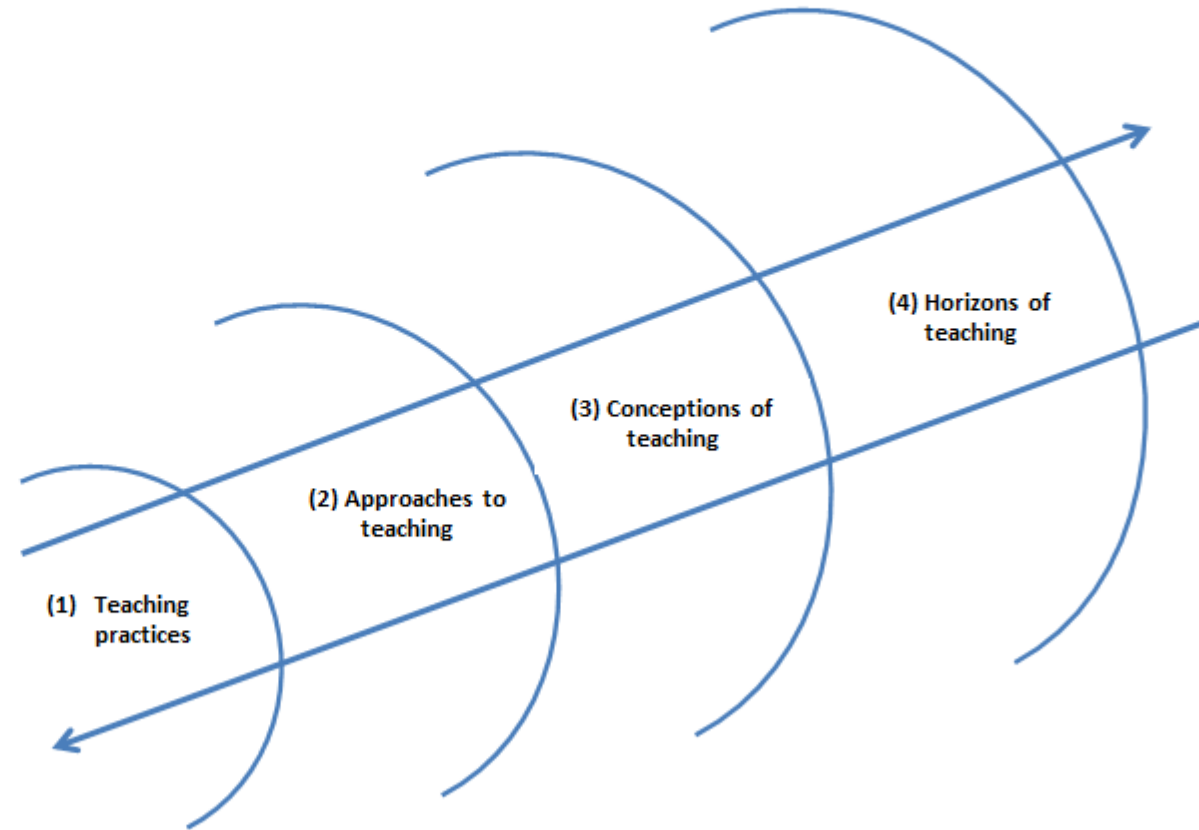 (4) Horizons of
teaching
(3) Conceptions of
teaching
(2) Approaches to
teaching
(1) Teaching
practices